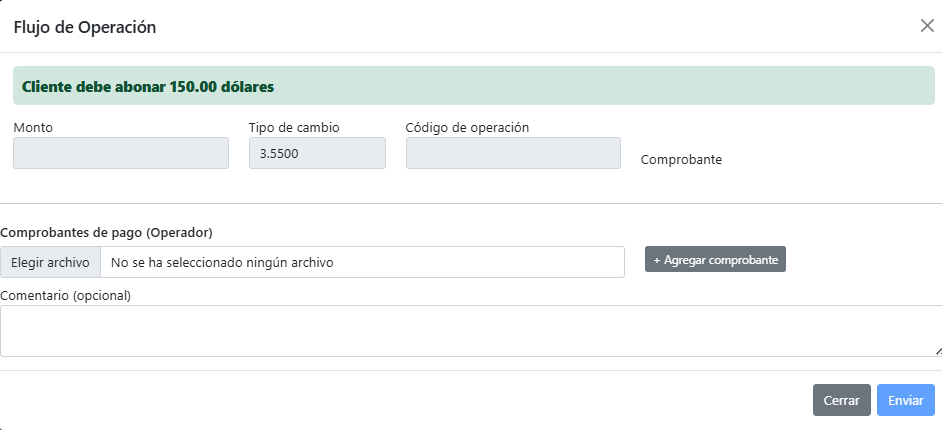 Flujo de Operación
Cliente debe abonar 150.00 dólares
Monto
Tipo de cambio
Código de operación
3.5500
Comprobante
Comprobantes de pago (Operador)
Elegir archivo No se ha seleccionado ningún archivo
+ Agregar comprobante
Comentario (opcional)
Cerrar
Enviar